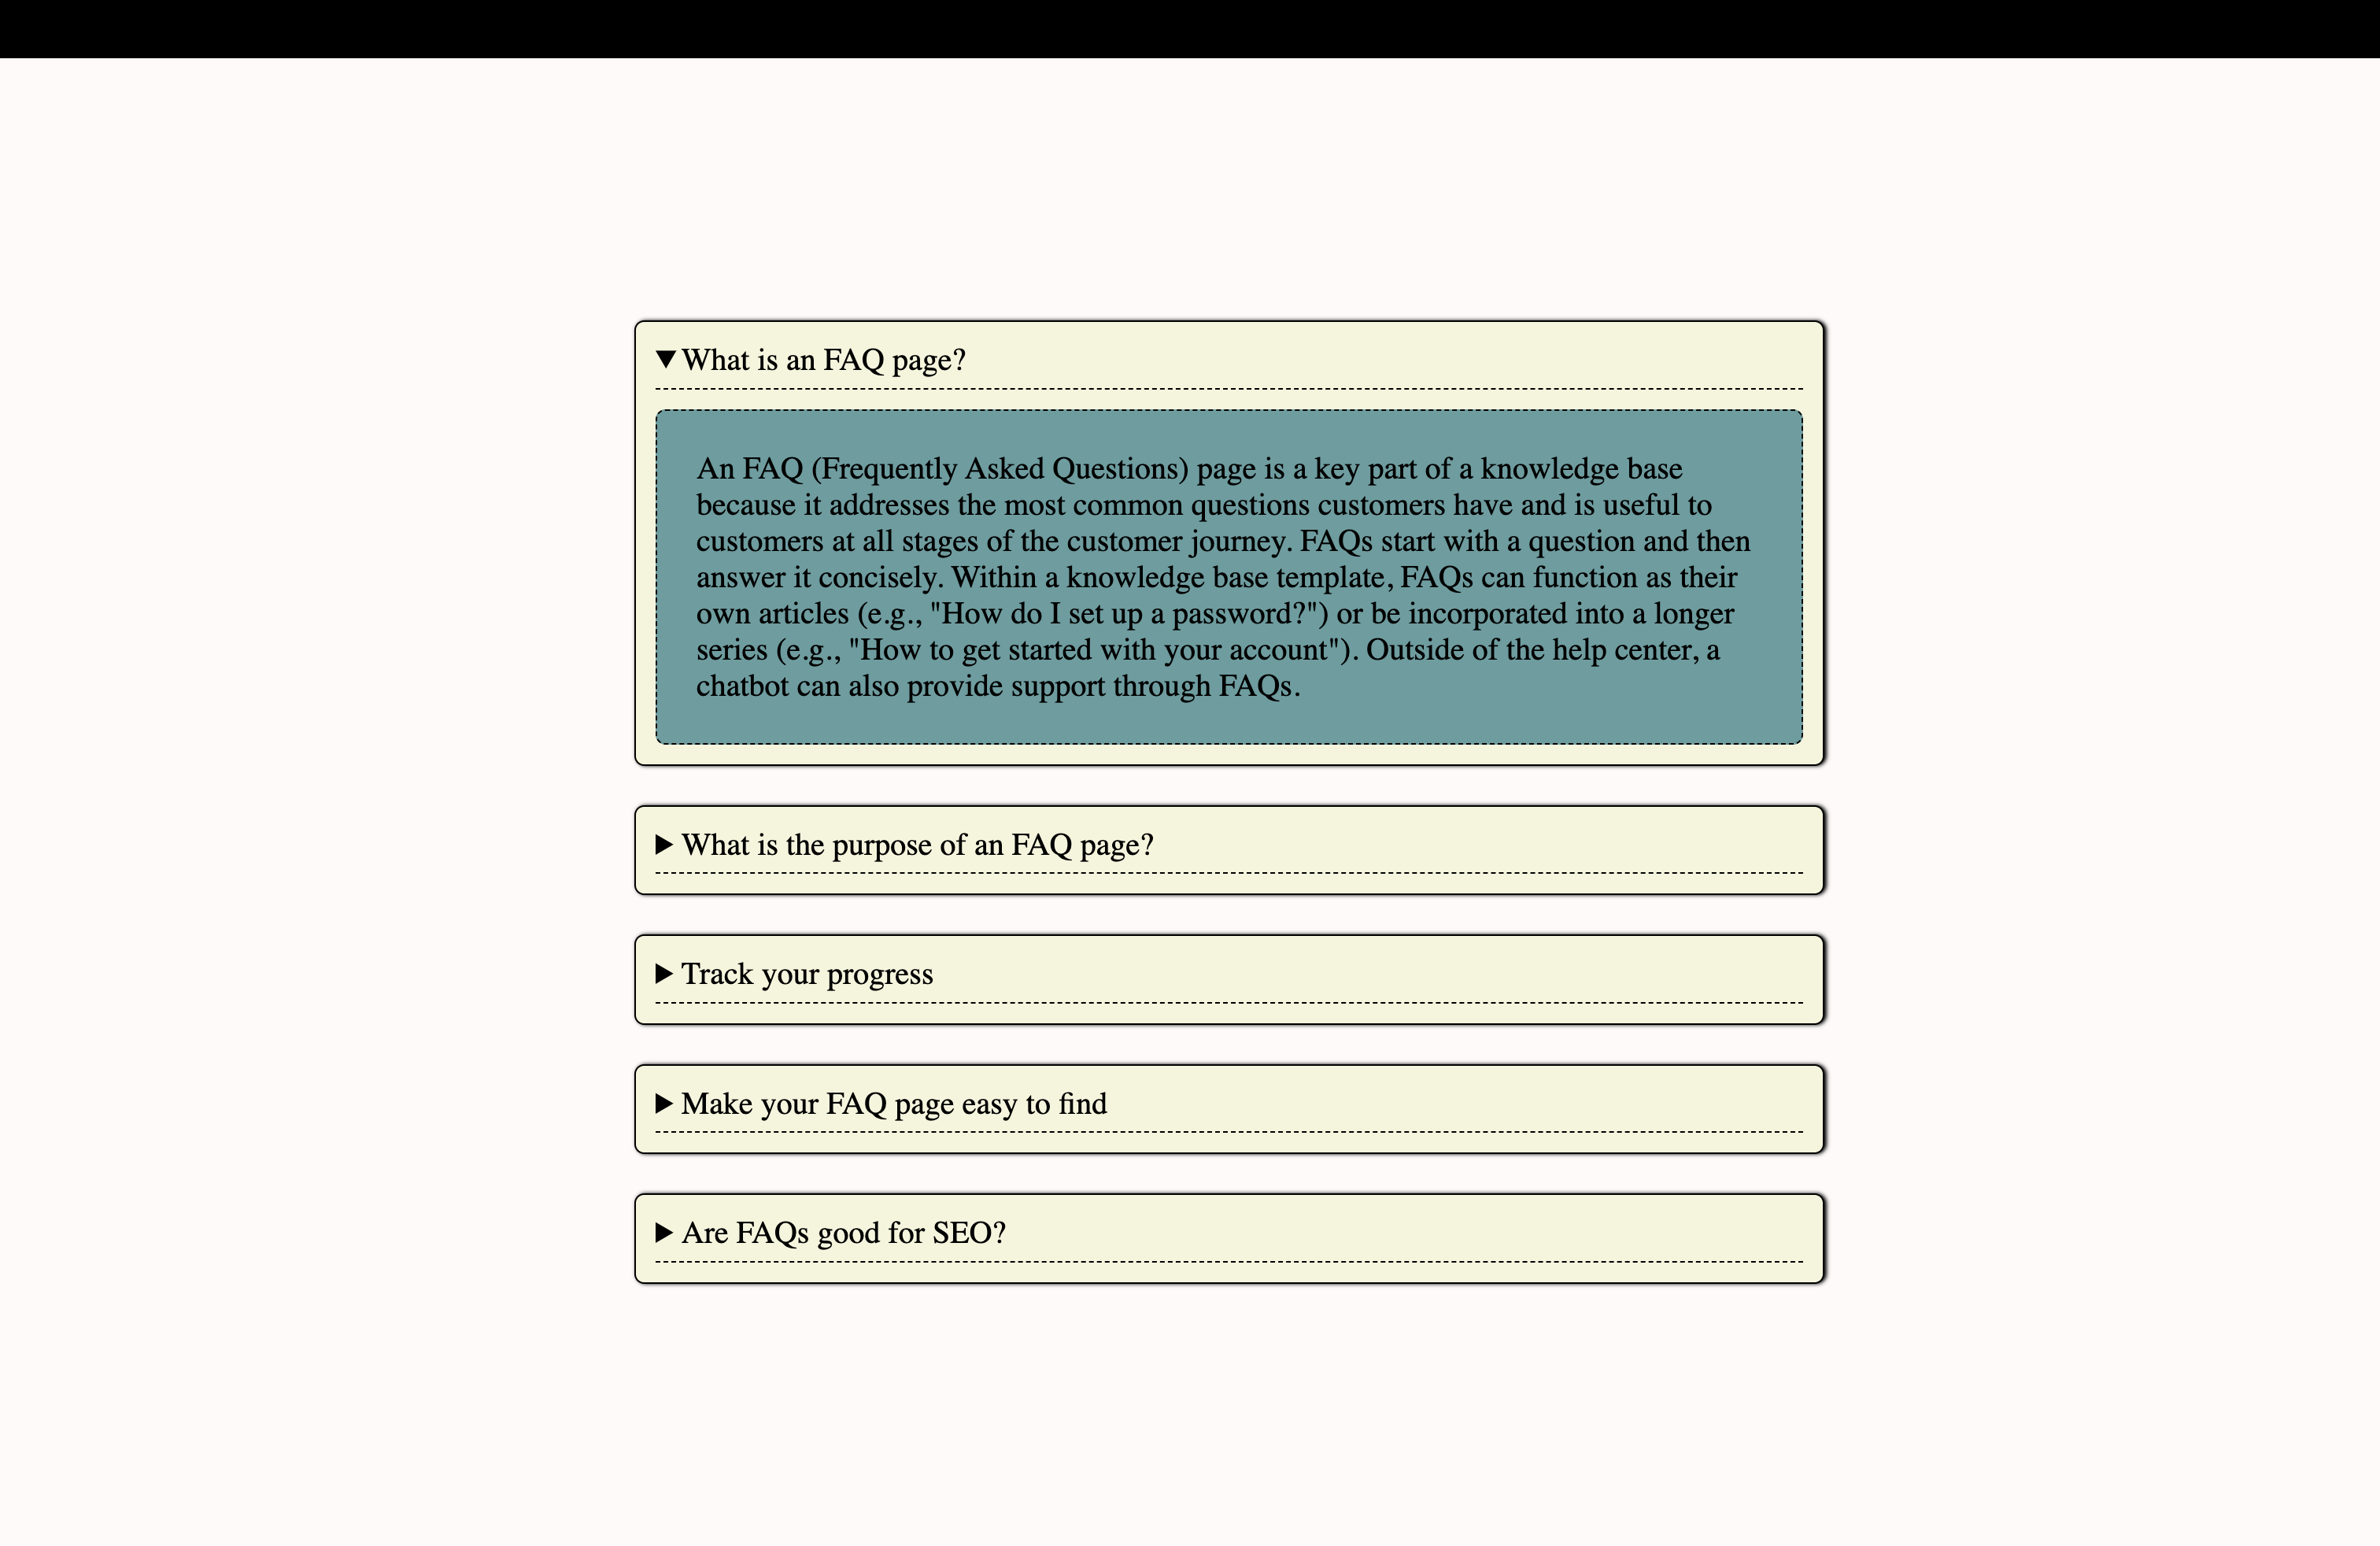 What is an FAQ page?
An FAQ (Frequently Asked Questions) page is a key part of a knowledge base
because it addresses the most common questions customers have and is useful to
customers at all stages of the customer journey. FAQs start with a question and then
answer it concisely. Within a knowledge base template, FAQs can function as their
own articles (e.g., "How do I set up a password?") or be incorporated into a longer
series (e.g., "How to get started with your account"). Outside of the help center, a
chatbot can also provide support through FAQs.
What is the purpose of an FAQ page?
Track your progress
Make your FAQ page easy to find
Are FAQs good for SEO?